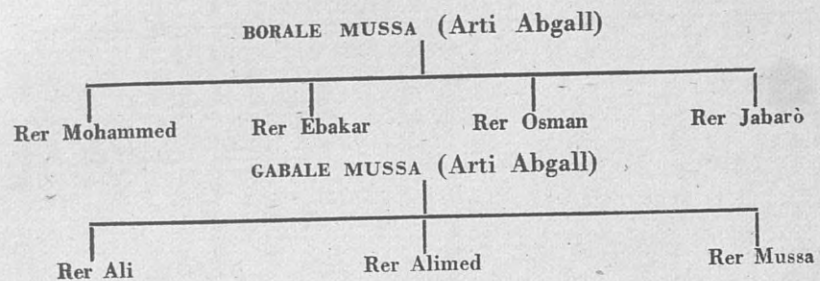 BORALE MUSSA (Arti Abgall)
Rer Mohammed Rer Ebakar Rer Osman Rer Jabarò
GABALE MUSSA (Arti Abgall)
Rer Ali Rer Alimed Rer Mussa